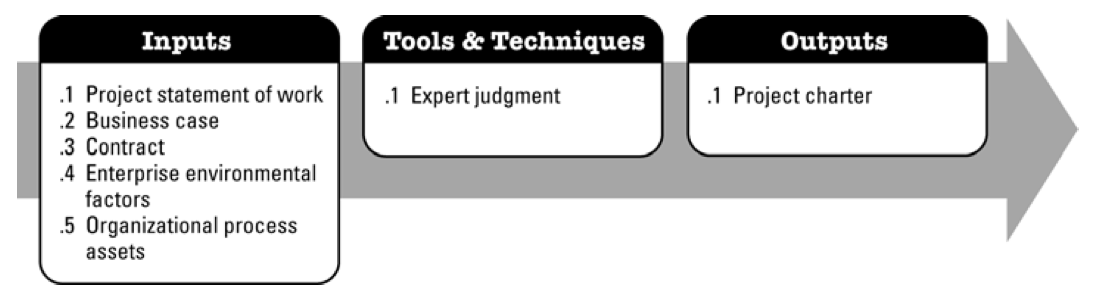 Inputs
.1 Project statement of work
.2 Business case
.3 Contract
.4 Enterprise environmental
factors
.5 Organizational process
assets
Tools & Techniques
.1 Expert judgment
Outputs
.1 Project charter